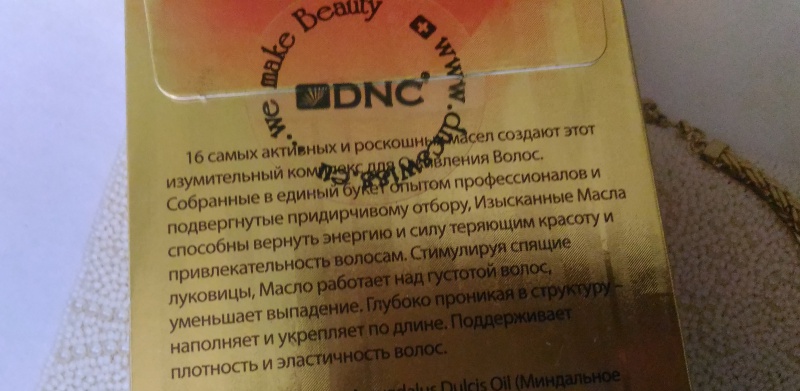 ...we make Beauty
www.dnc
DNC
16 самых активных и роскошных масел создают этот
изумительный комплекс для Оживления Волос.
Собранные в единый букет опытом профессионалов и
подвергнутые придирчивому отбору, Изысканные Масла
способны вернуть энергию и силу теряющим красоту и
привлекательность волосам. Стимулируя спящие
луковицы, Масло работает над густотой волос,
уменьшает выпадение. Глубоко проникая в структуру –
наполняет и укрепляет по длине. Поддерживает
плотность и эластичность волос.
Dulcis Oil (Миндальное